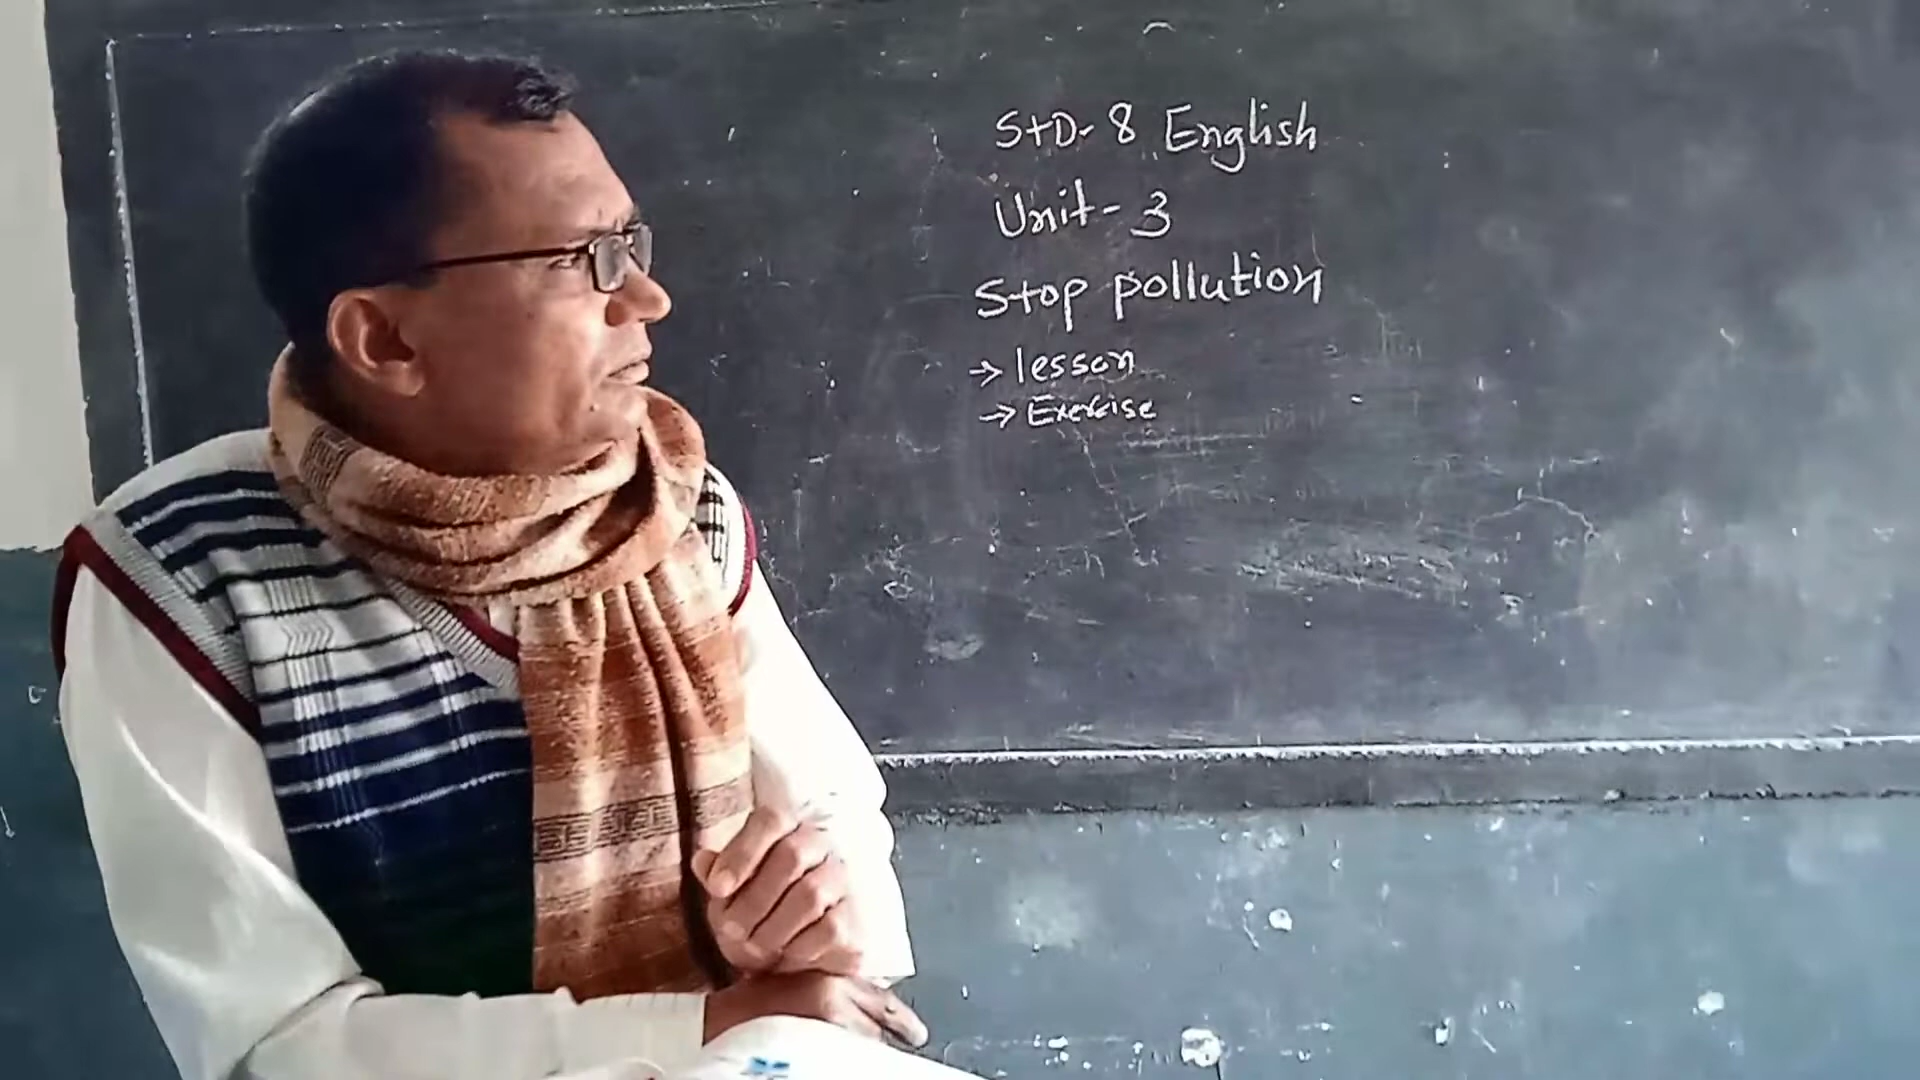 STD-8 English
Unit-3
Stop pollution
→ lesson
→ Exercise